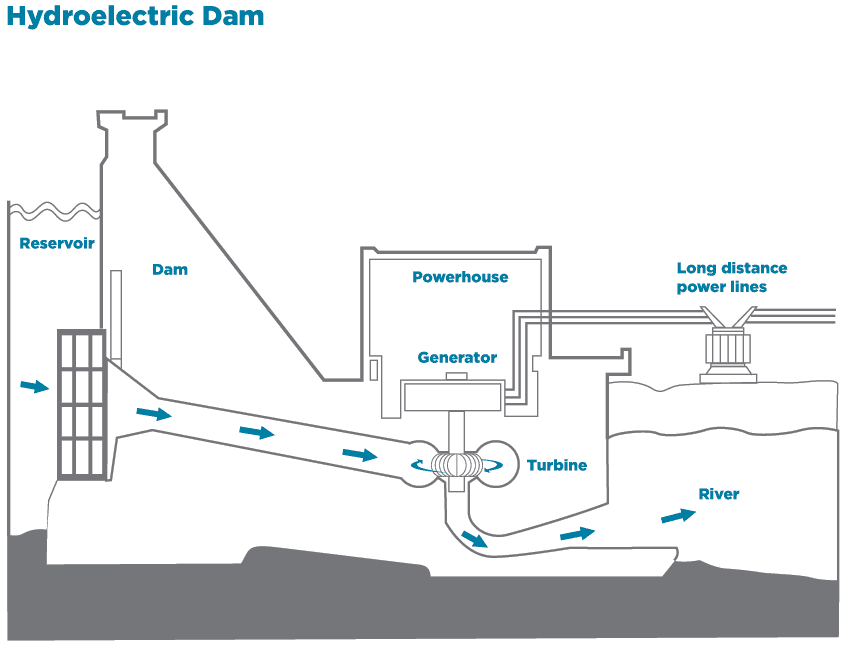 Hydroelectric Dam
Reservoir
Dam
Powerhouse
Long distance
power lines
Generator
Turbine
River